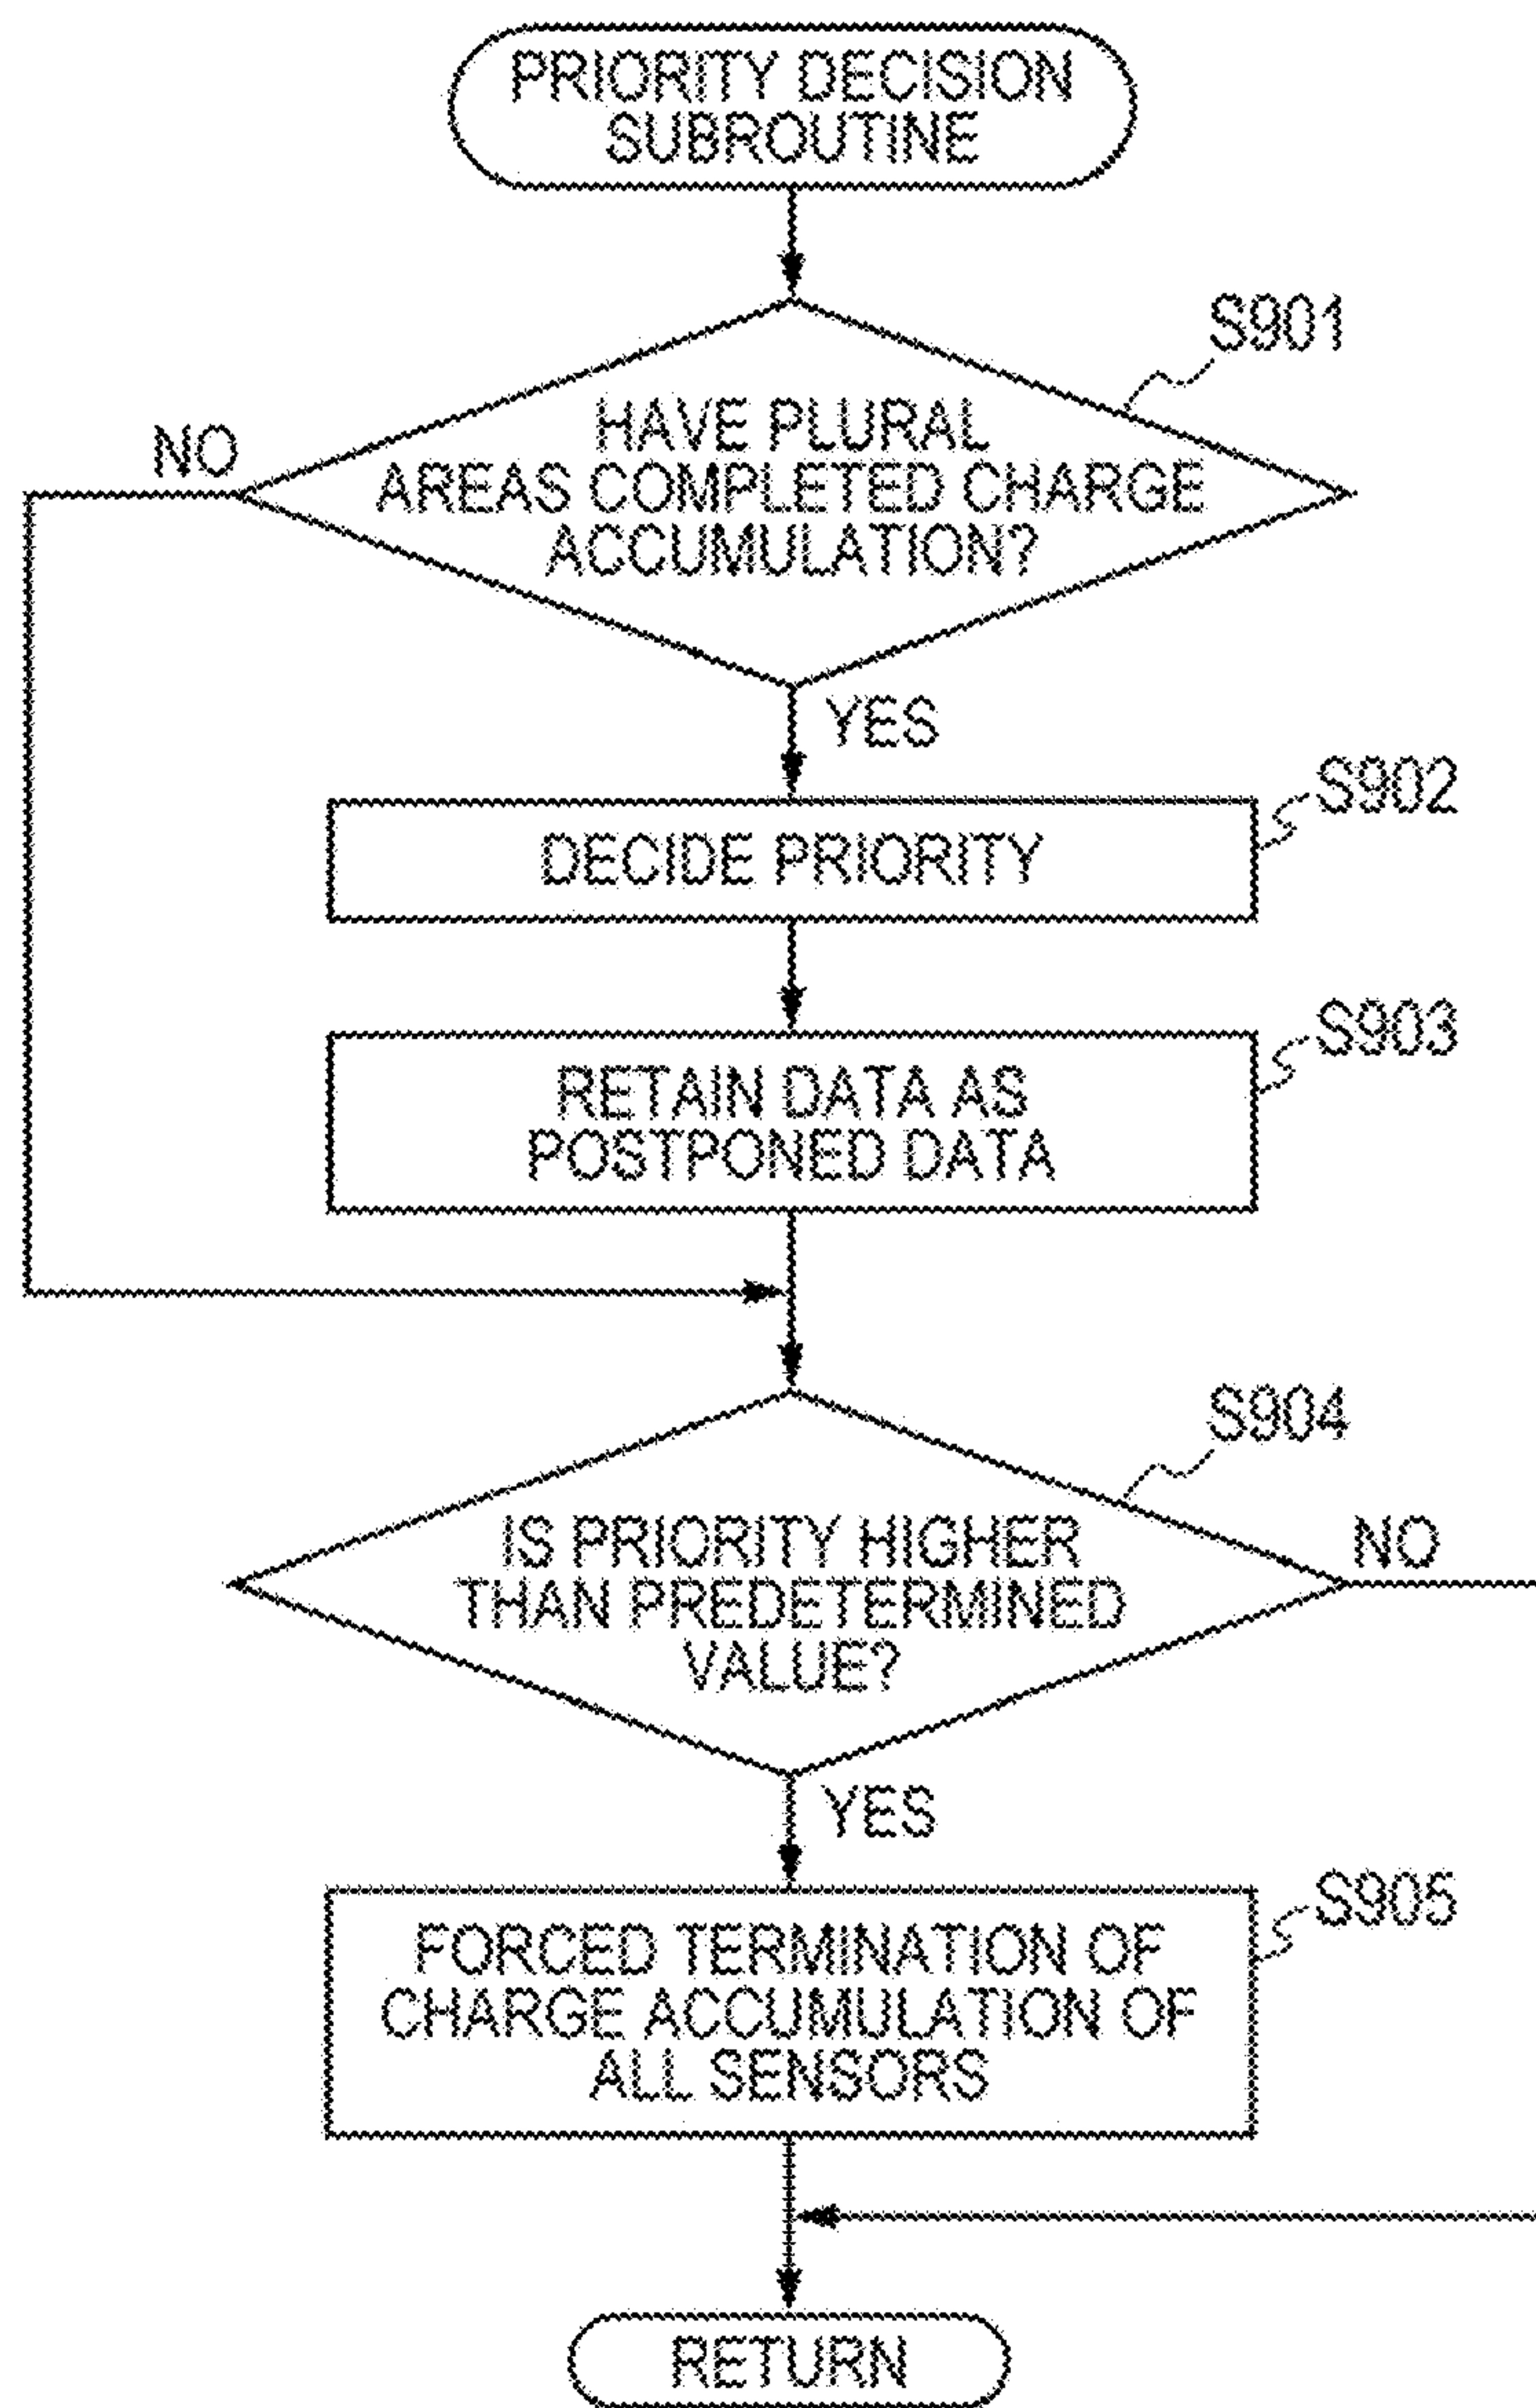 PRIORITY DECISION
SUBROUTINE
S901
HAVE PLURAL
AREAS COMPLETED CHARGE
ACCUMULATION?
NO
YES
S902
DECIDE PRIORITY
S903
RETAIN DATA AS
POSTPONED DATA
S904
IS PRIORITY HIGHER
THAN PREDETERMINED
VALUE?
NO
YES
S905
FORCED TERMINATION OF
CHARGE ACCUMULATION OF
ALL SENSORS
RETURN